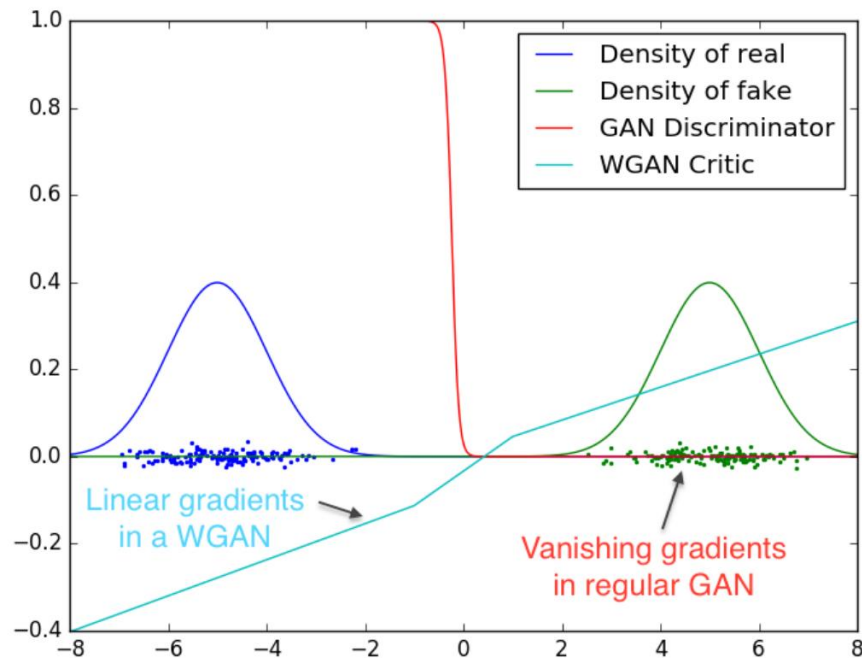 1.0
0.8
0.6
0.4
0.2
0.0
−0.2
−0.4
−8
−6
−4
−2
0
2
4
6
8
Density of real
Density of fake
GAN Discriminator
WGAN Critic
Linear gradients
in a WGAN
Vanishing gradients
in regular GAN